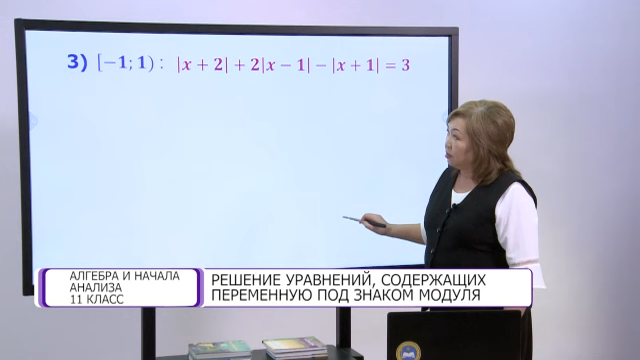 3) [−1; 1) : |x + 2| + 2|x − 1| − |x + 1| = 3
АЛГЕБРА И НАЧАЛА
АНАЛИЗА
11 КЛАСС
РЕШЕНИЕ УРАВНЕНИЙ, СОДЕРЖАЩИХ
ПЕРЕМЕННУЮ ПОД ЗНАКОМ МОДУЛЯ